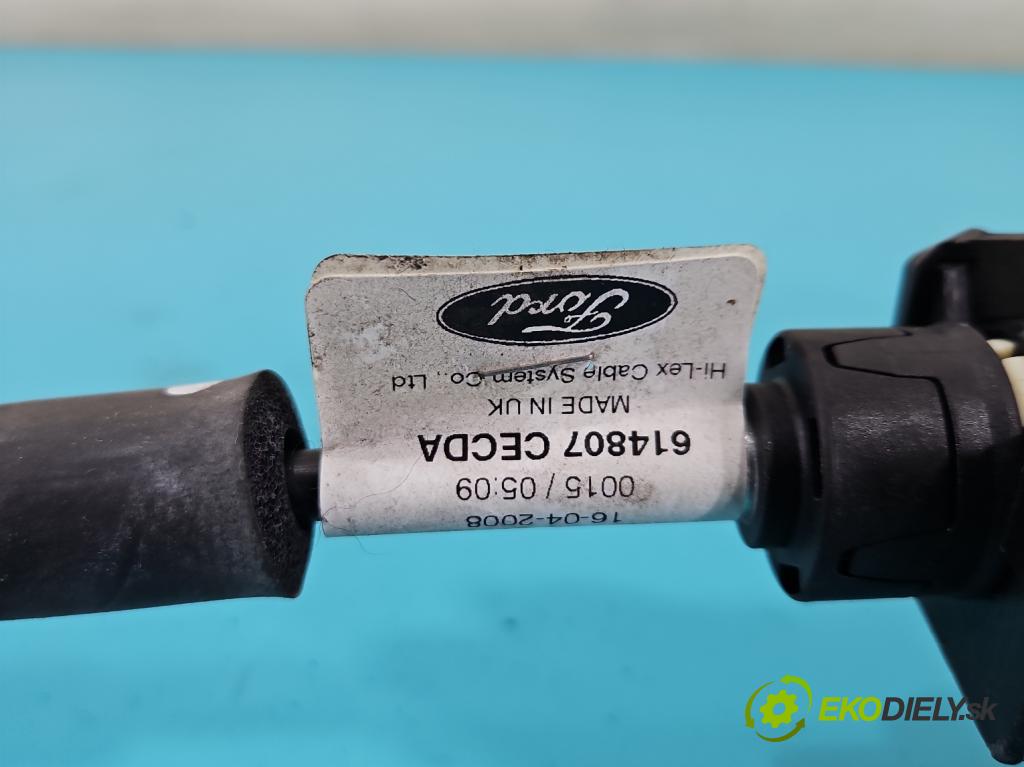 Ford
Hi-Lex Cable System Co., Ltd
MADE IN UK
614807 CECDA
0015 / 05:09
16-04-2008
EKODIELY.sk